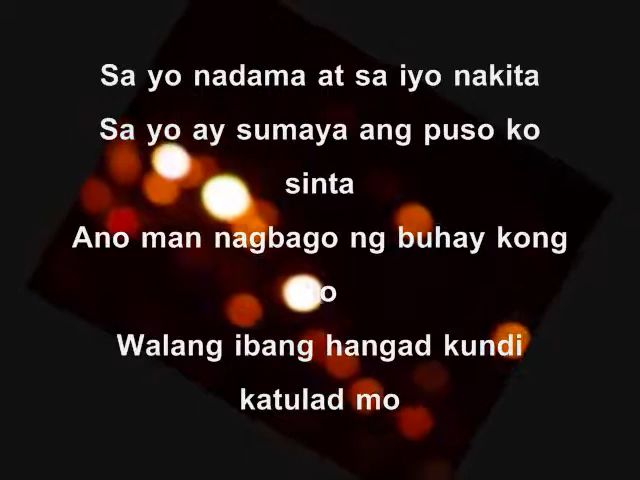 Sa yo nadama at sa iyo nakita
Sa yo ay sumaya ang puso ko
sinta
Ano man nagbago ng buhay kong
Walang ibang hangad kundi
katulad mo